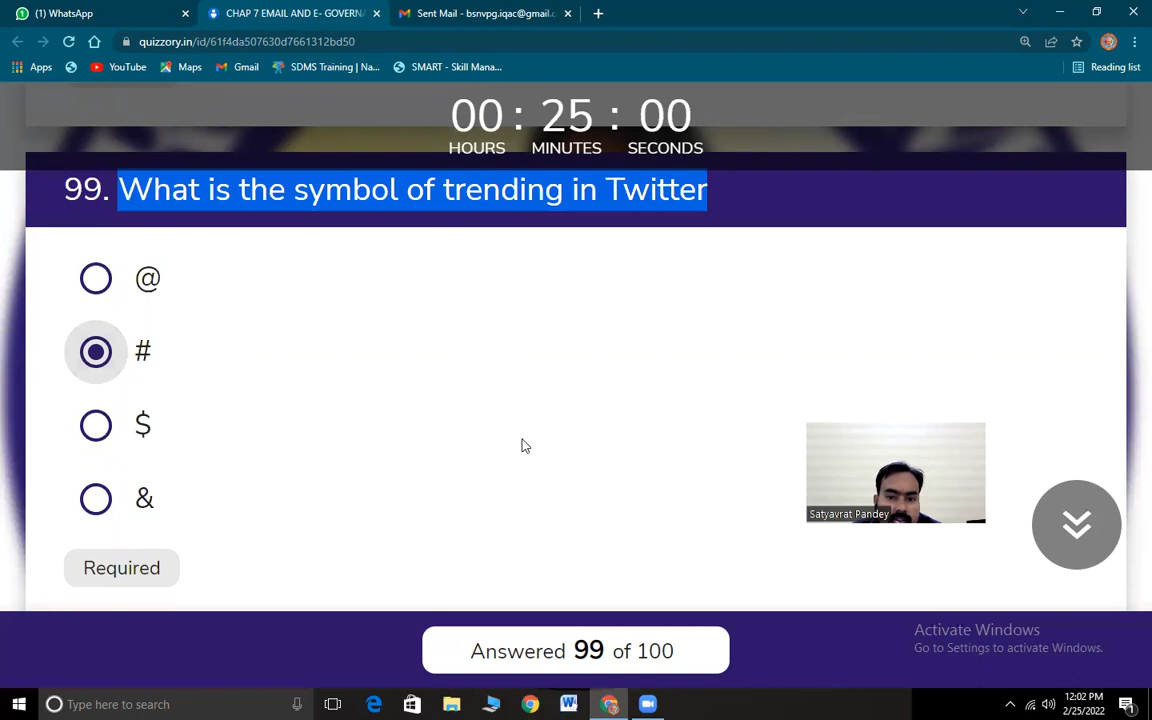 (1) WhatsApp
CHAP 7 EMAIL AND E- GOVERNA
Sent Mail - bsnvpg.iqac@gmail.c
quizzory.in/id/61f4da507630d7661312bd50
Apps
YouTube
Maps
Gmail
SDMS Training | Na...
SMART - Skill Mana...
Reading list
00 : 25 : 00
HOURS MINUTES SECONDS
99. What is the symbol of trending in Twitter
@
#
$
&
Satyavrat Pandey
Required
Answered 99 of 100
Activate Windows
Go to Settings to activate Windows.
Type here to search
12:02 PM
2/25/2022
1